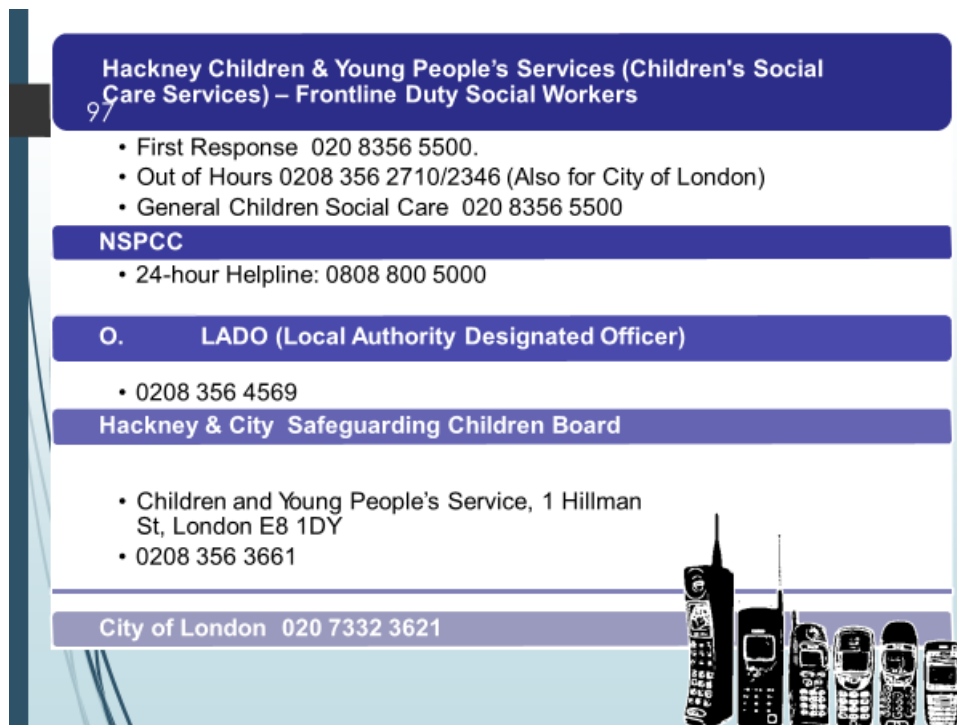 Hackney Children & Young People’s Services (Children's Social
Care Services) – Frontline Duty Social Workers
97
• First Response 020 8356 5500.
• Out of Hours 0208 356 2710/2346 (Also for City of London)
• General Children Social Care 020 8356 5500
NSPCC
• 24-hour Helpline: 0808 800 5000
O. LADO (Local Authority Designated Officer)
• 0208 356 4569
Hackney & City Safeguarding Children Board
• Children and Young People’s Service, 1 Hillman
St, London E8 1DY
• 0208 356 3661
City of London 020 7332 3621